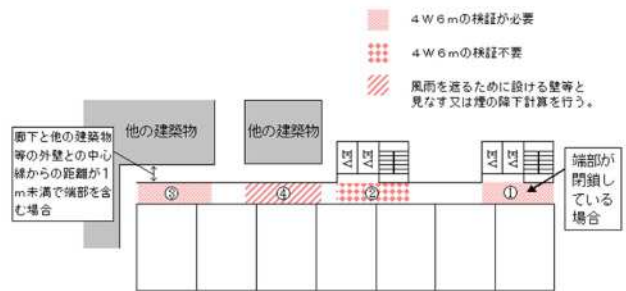 4W6mの検証が必要
4W6mの検証不要
風雨を遮るために設ける壁等と
見なす又は煙の降下計算を行う。
他の建築物
他の建築物
廊下と他の建築物
等の外壁との中心
線からの距離が1
m未満で端部を含
む場合
EV
EV
EV
EV
端部が
閉鎖し
ている
場合
③
④
②
①